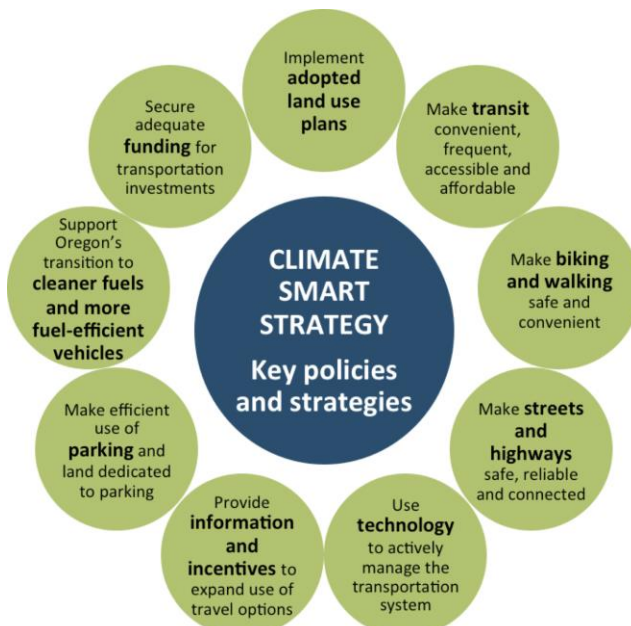 Implement
adopted
land use
plans
Make transit
convenient,
frequent,
accessible and
affordable
Make biking
and walking
safe and
convenient
Make streets
and
highways
safe, reliable
and connected
Use
technology
to actively
manage the
transportation
system
Provide
information
and
incentives to
expand use of
travel options
Make efficient
use of
parking and
land dedicated
to parking
Support
Oregon's
transition to
cleaner fuels
and more
fuel-efficient
vehicles
Secure
adequate
funding for
transportation
investments
CLIMATE
SMART
STRATEGY
Key policies
and strategies